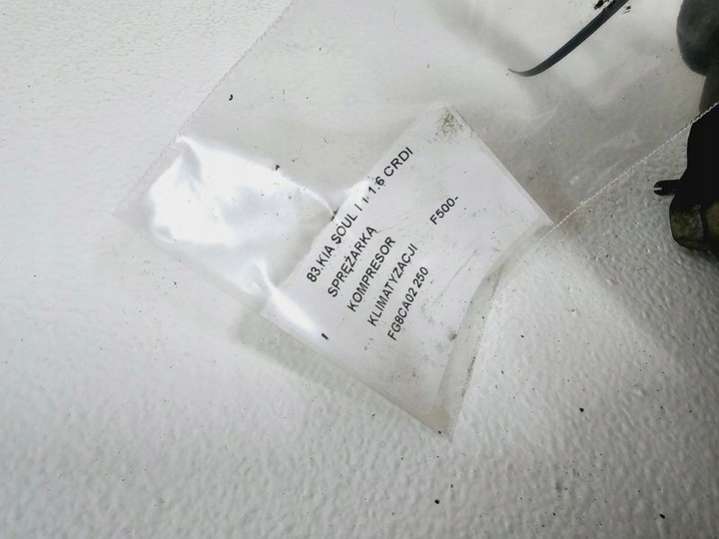 83.KIA SOUL I I 1.6 CRDI
SPRĘŻARKA
KOMPRESOR F500-
KLIMATYZACJI
FG8CA02 250